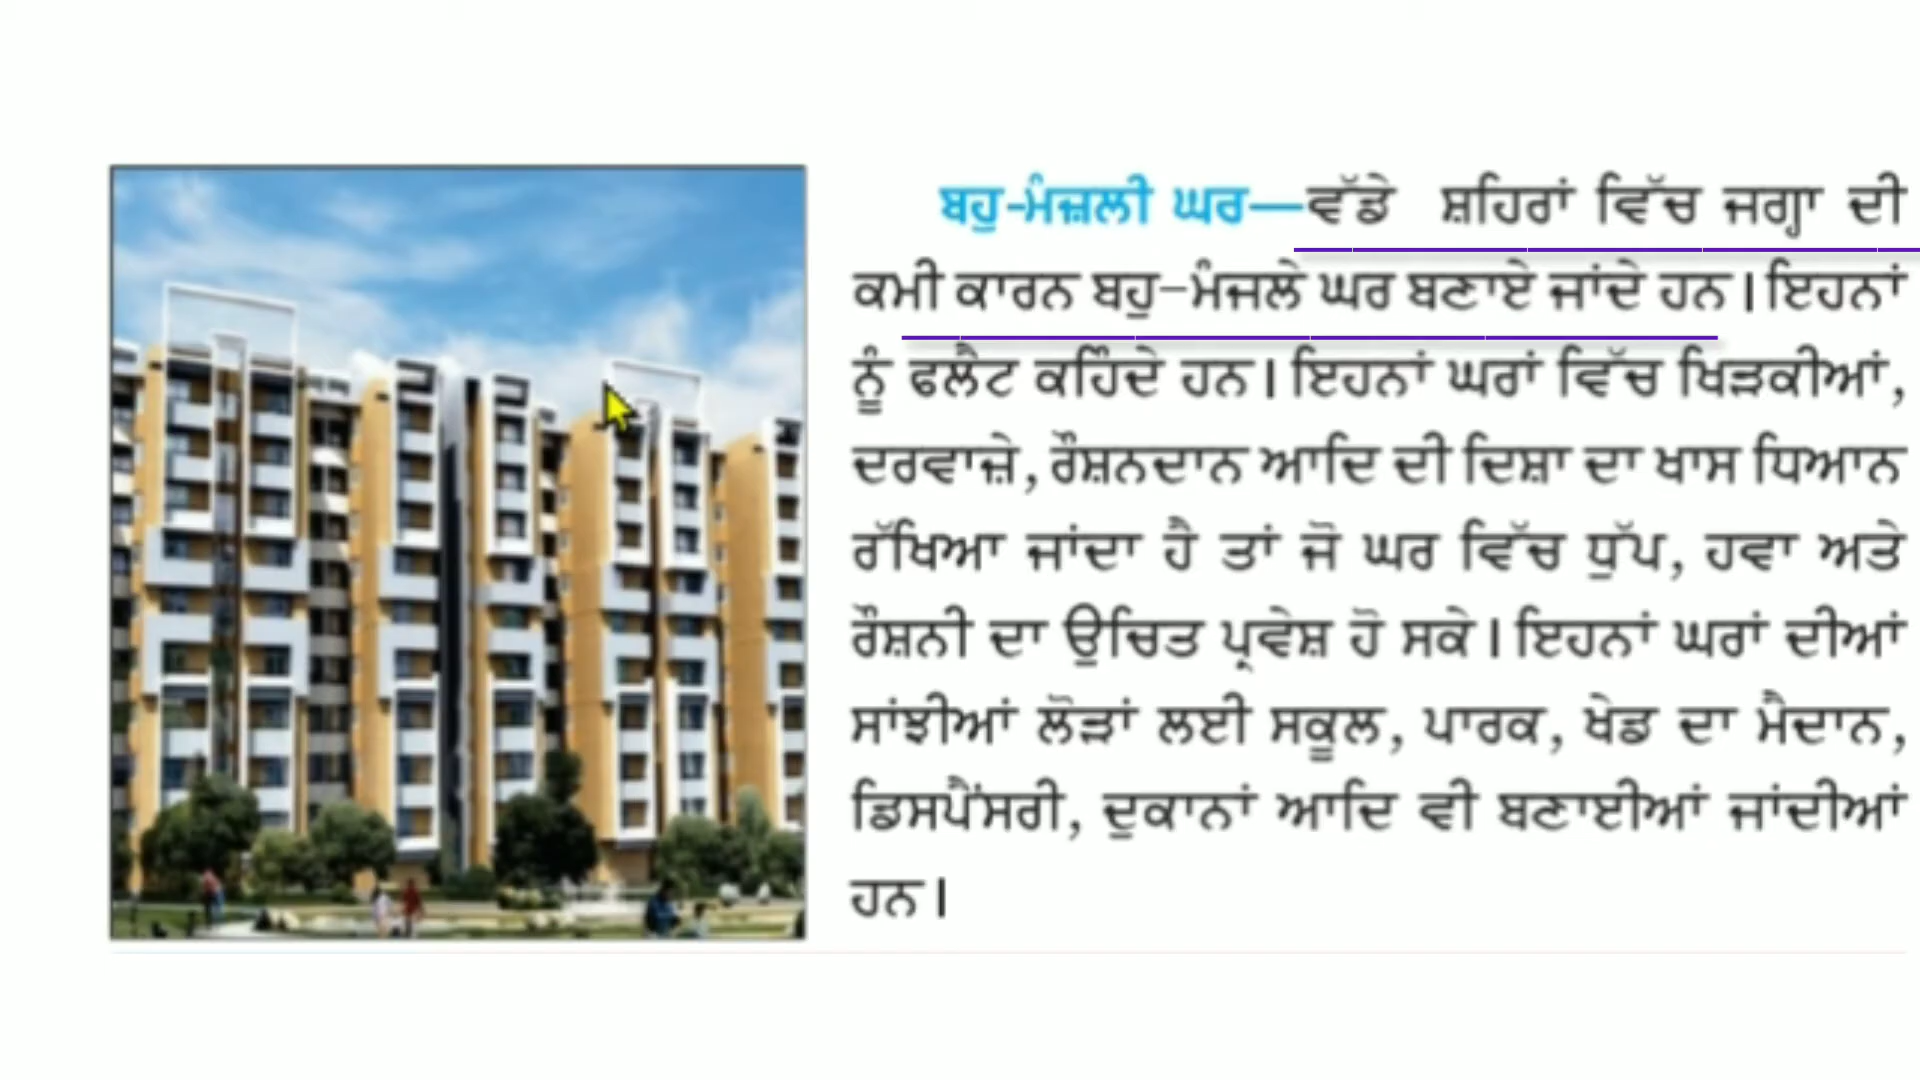 ਬਹੁ-ਮੰਜ਼ਲੀ ਘਰ—ਵੱਡੇ ਸ਼ਹਿਰਾਂ ਵਿੱਚ ਜਗ੍ਹਾ ਦੀ
ਕਮੀ ਕਾਰਨ ਬਹੁ-ਮੰਜਲੇ ਘਰ ਬਣਾਏ ਜਾਂਦੇ ਹਨ। ਇਹਨਾਂ
ਨੂੰ ਫਲੈਟ ਕਹਿੰਦੇ ਹਨ। ਇਹਨਾਂ ਘਰਾਂ ਵਿੱਚ ਖਿੜਕੀਆਂ,
ਦਰਵਾਜ਼ੇ, ਰੌਸ਼ਨਦਾਨ ਆਦਿ ਦੀ ਦਿਸ਼ਾ ਦਾ ਖਾਸ ਧਿਆਨ
ਰੱਖਿਆ ਜਾਂਦਾ ਹੈ ਤਾਂ ਜੋ ਘਰ ਵਿੱਚ ਧੁੱਪ, ਹਵਾ ਅਤੇ
ਰੌਸ਼ਨੀ ਦਾ ਉਚਿਤ ਪ੍ਰਵੇਸ਼ ਹੋ ਸਕੇ। ਇਹਨਾਂ ਘਰਾਂ ਦੀਆਂ
ਸਾਂਝੀਆਂ ਲੋੜਾਂ ਲਈ ਸਕੂਲ, ਪਾਰਕ, ਖੇਡ ਦਾ ਮੈਦਾਨ,
ਡਿਸਪੈਂਸਰੀ, ਦੁਕਾਨਾਂ ਆਦਿ ਵੀ ਬਣਾਈਆਂ ਜਾਂਦੀਆਂ
ਹਨ।